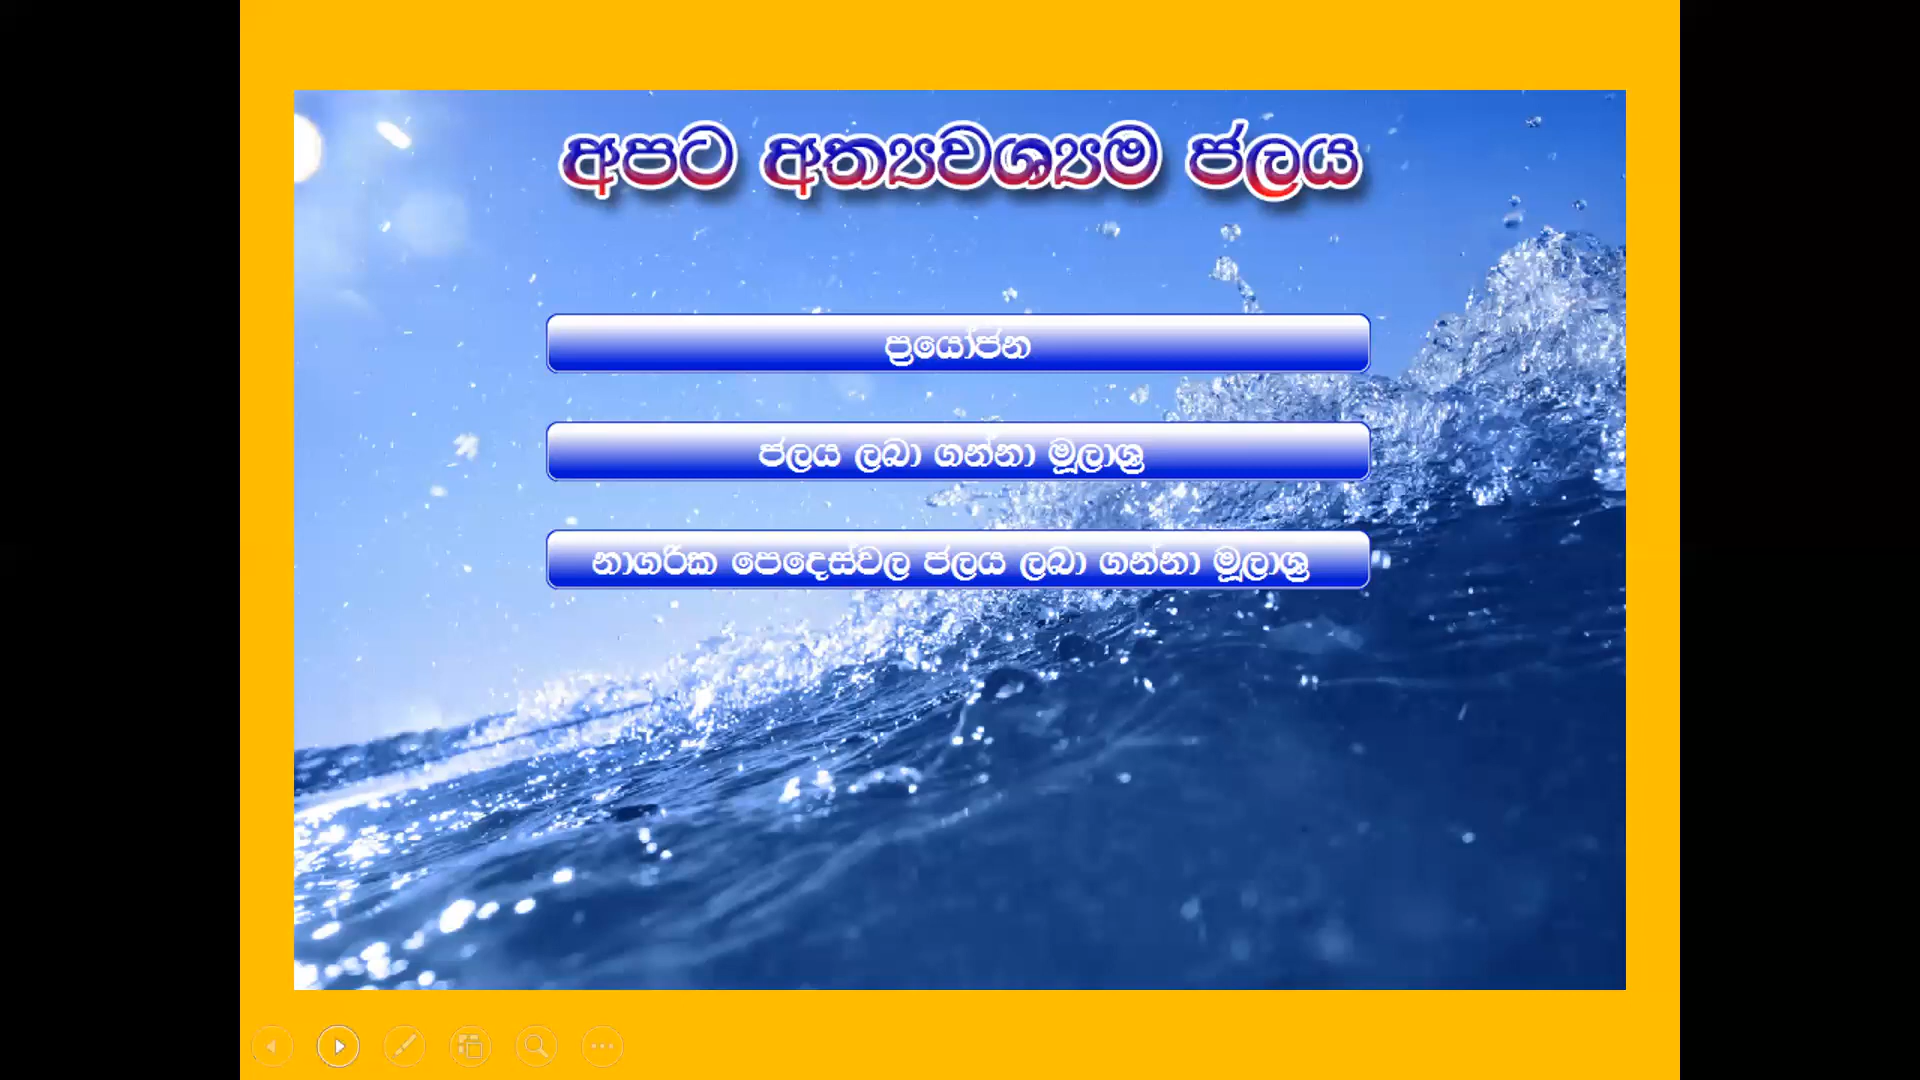 අපට අත්‍යවශ්‍යම ජලය
ප්‍රයෝජන
ජලය ලබා ගන්නා මූලාශ්‍ර
නාගරික පෙදෙස්වල ජලය ලබා ගන්නා මූලාශ්‍ර